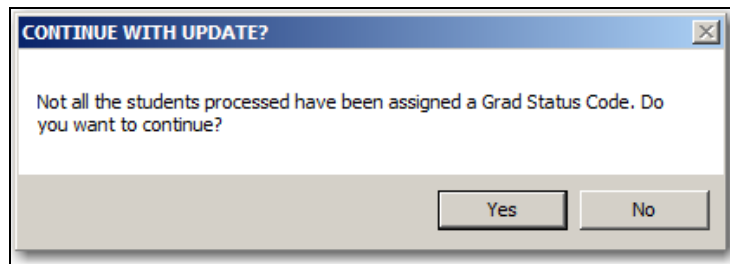 CONTINUE WITH UPDATE?
Not all the students processed have been assigned a Grad Status Code. Do
you want to continue?
Yes No